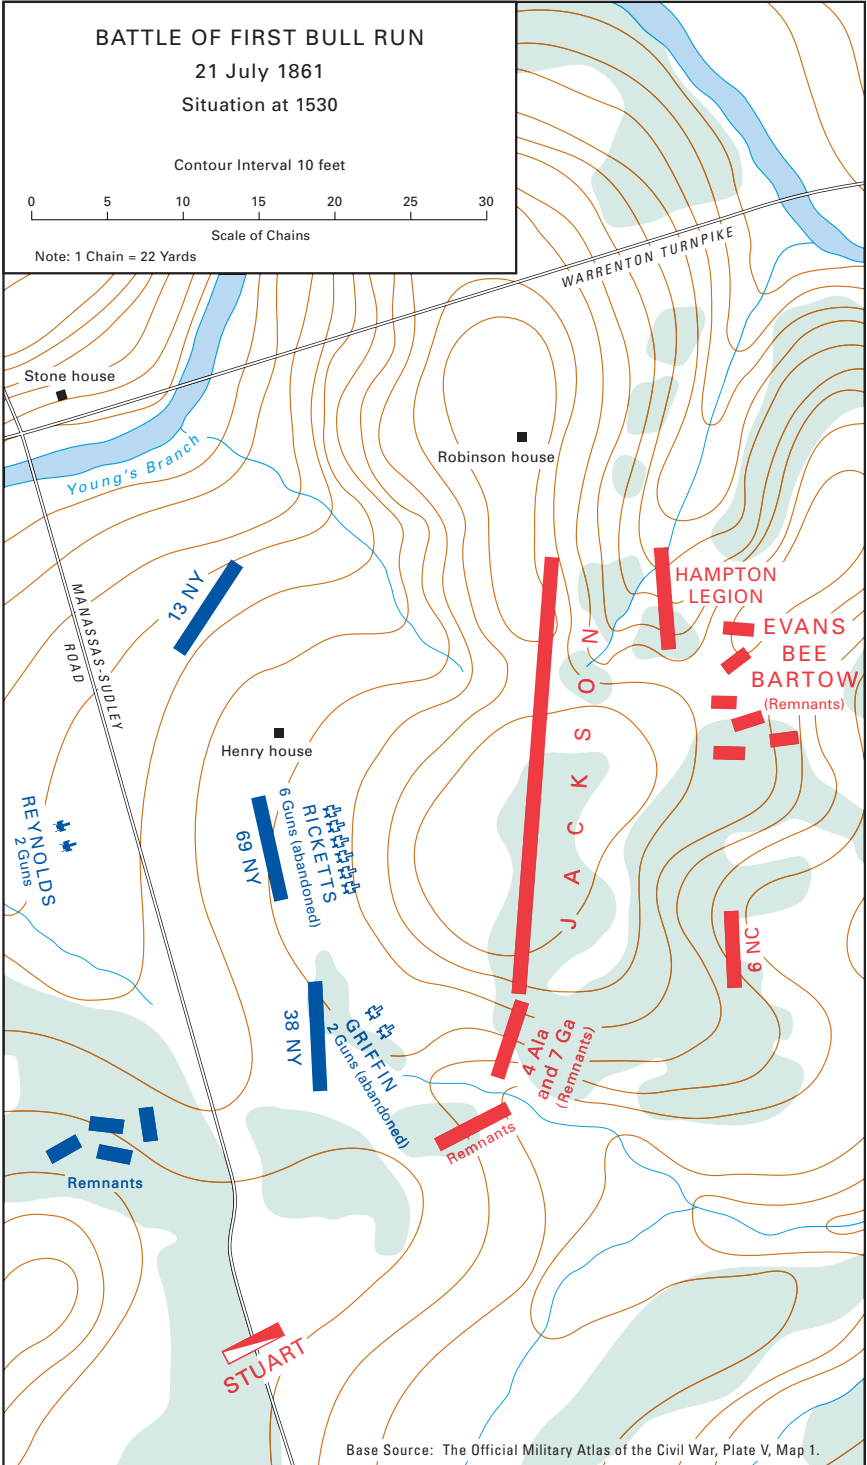 BATTLE OF FIRST BULL RUN
21 July 1861
Situation at 1530
Contour Interval 10 feet
0 5 10 15 20 25 30
Scale of Chains
Note: 1 Chain = 22 Yards
WARRENTON TURNPIKE
Stone house
Robinson house
Young's Branch
13 NY
MANASSAS-SUDLEY
ROAD
HAMPTON
LEGION
EVANS
BEE
BARTOW
(Remnants)
JACKSON
Henry house
REYNOLDS
2 Guns
69 NY
RICKETTS
6 Guns (abandoned)
6 NC
38 NY
GRIFFIN
2 Guns (abandoned)
4 Ala
and 7 Ga
(Remnants)
Remnants
Remnants
STUART
Base Source: The Official Military Atlas of the Civil War, Plate V, Map 1.